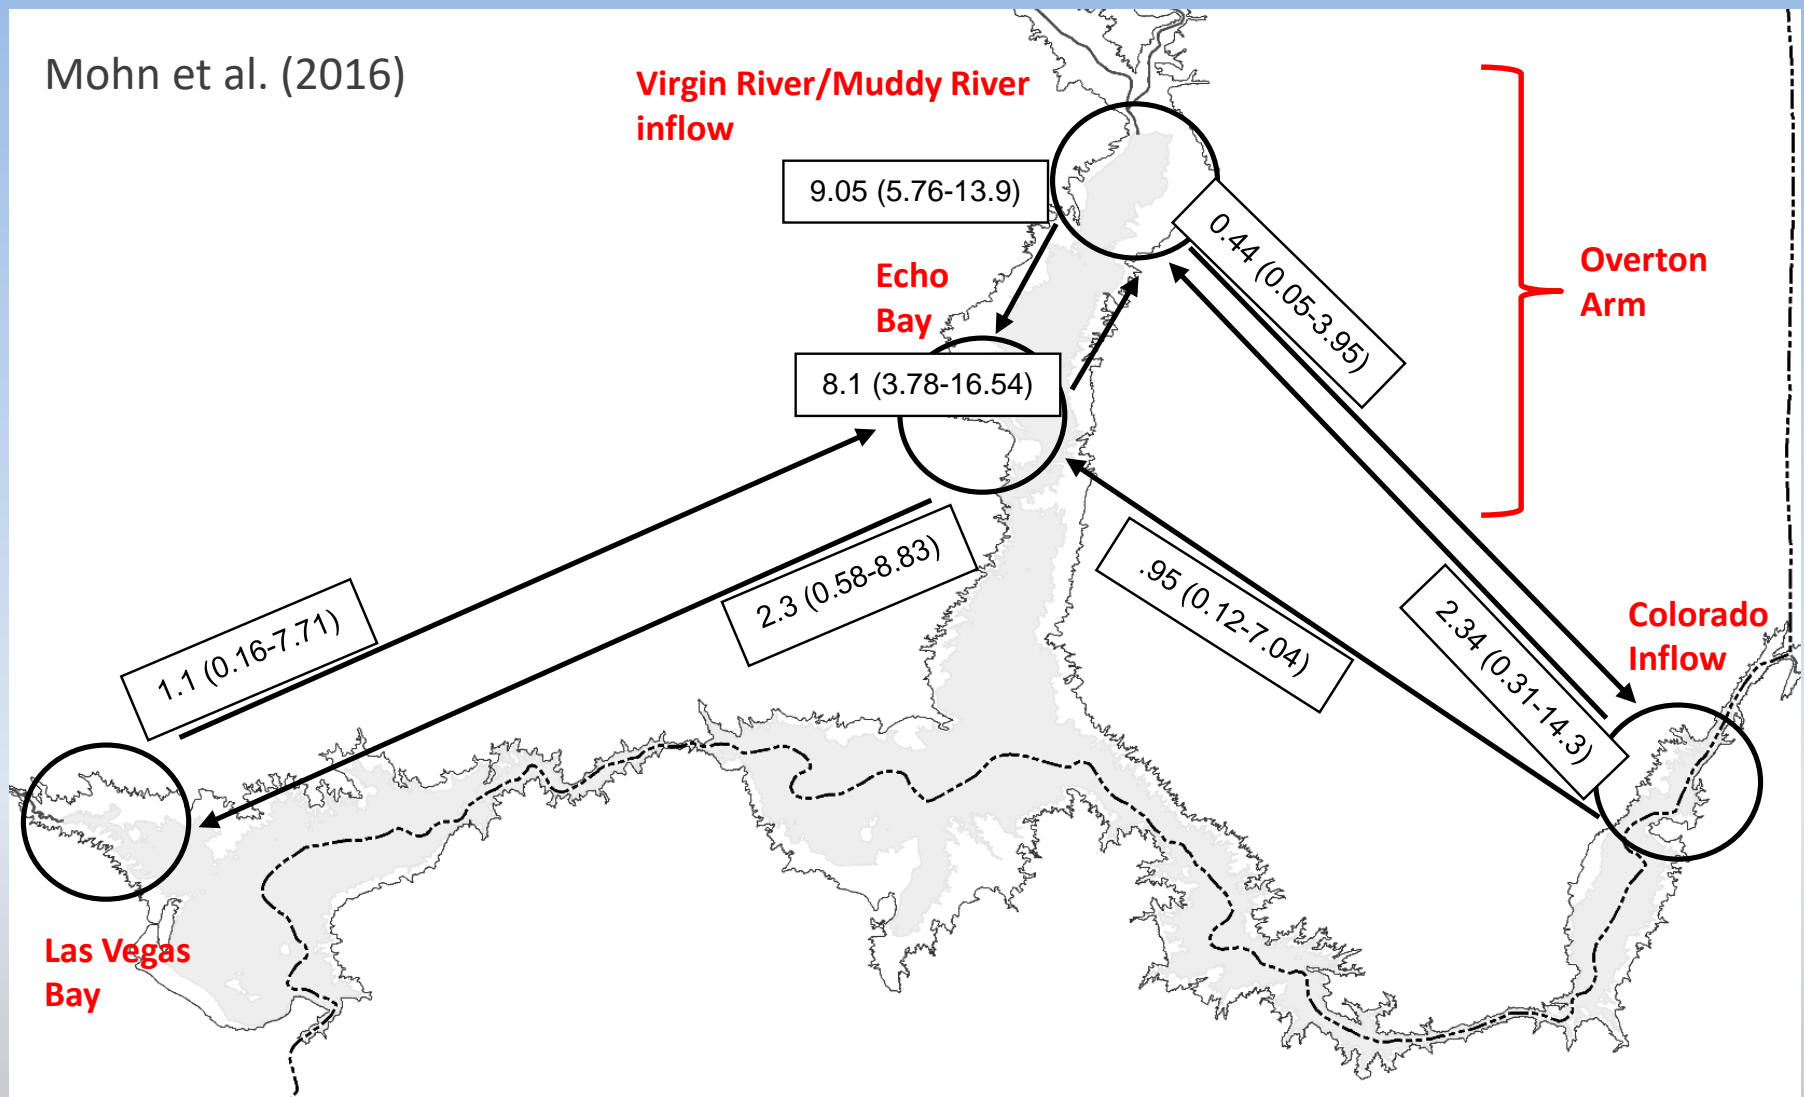 Mohn et al. (2016)
Virgin River/Muddy River
inflow
9.05 (5.76-13.9)
0.44 (0.05-3.95)
Overton
Arm
Echo
Bay
8.1 (3.78-16.54)
1.1 (0.16-7.71)
2.3 (0.58-8.83)
.95 (0.12-7.04)
2.34 (0.31-14.3)
Colorado
Inflow
Las Vegas
Bay